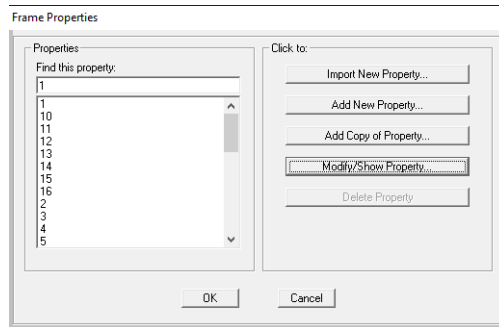 Frame Properties
Properties
Find this property:
1
1
10
11
12
13
14
15
16
2
3
4
5
Click to:
Import New Property...
Add New Property...
Add Copy of Property...
Modify/Show Property...
Delete Property
OK
Cancel